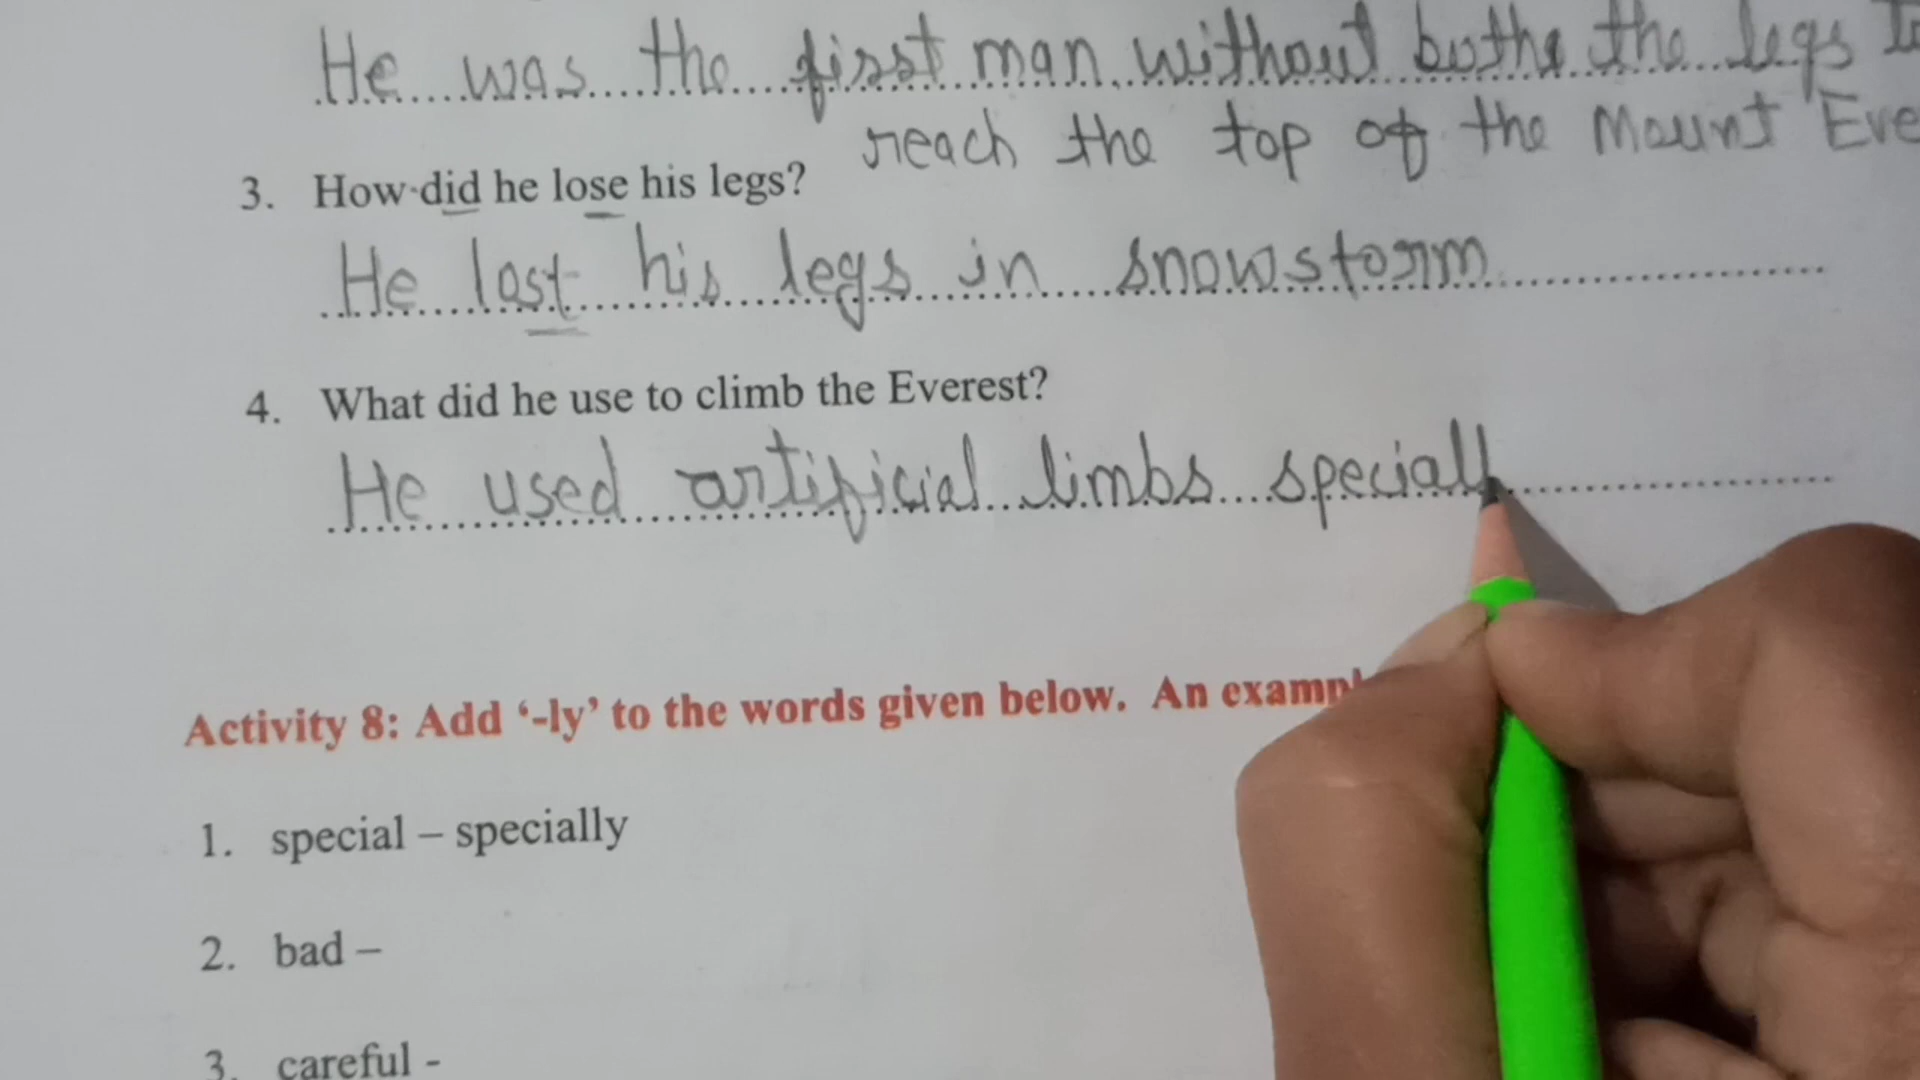 He was the first man without bothe the legs to
reach the top of the Mount Eve
3. How did he lose his legs?
He lost his legs in snowstorm
4. What did he use to climb the Everest?
He used artificial limbs speciall
Activity 8: Add ‘-ly’ to the words given below. An exampl
1. special – specially
2. bad –
3. careful -